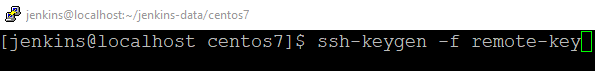 jenkins@localhost:~/jenkins-data/centos7
[jenkins@localhost centos7]$ ssh-keygen -f remote-key